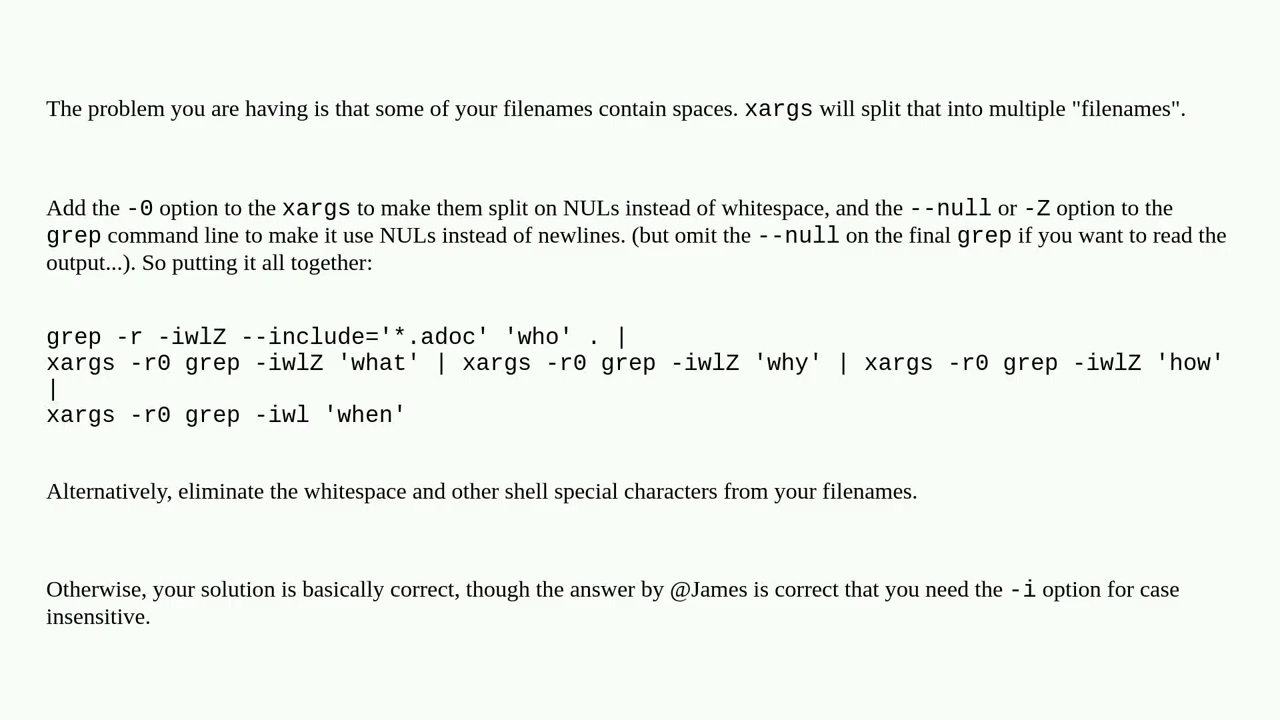 The problem you are having is that some of your filenames contain spaces. xargs will split that into multiple "filenames".
Add the -0 option to the xargs to make them split on NULs instead of whitespace, and the --null or -Z option to the
grep command line to make it use NULs instead of newlines. (but omit the --null on the final grep if you want to read the
output...). So putting it all together:
grep -r -iwlZ --include='*.adoc' 'who' . |
xargs -r0 grep -iwlZ 'what' | xargs -r0 grep -iwlZ 'why' | xargs -r0 grep -iwlZ 'how'
|
xargs -r0 grep -iwl 'when'
Alternatively, eliminate the whitespace and other shell special characters from your filenames.
Otherwise, your solution is basically correct, though the answer by @James is correct that you need the -i option for case
insensitive.